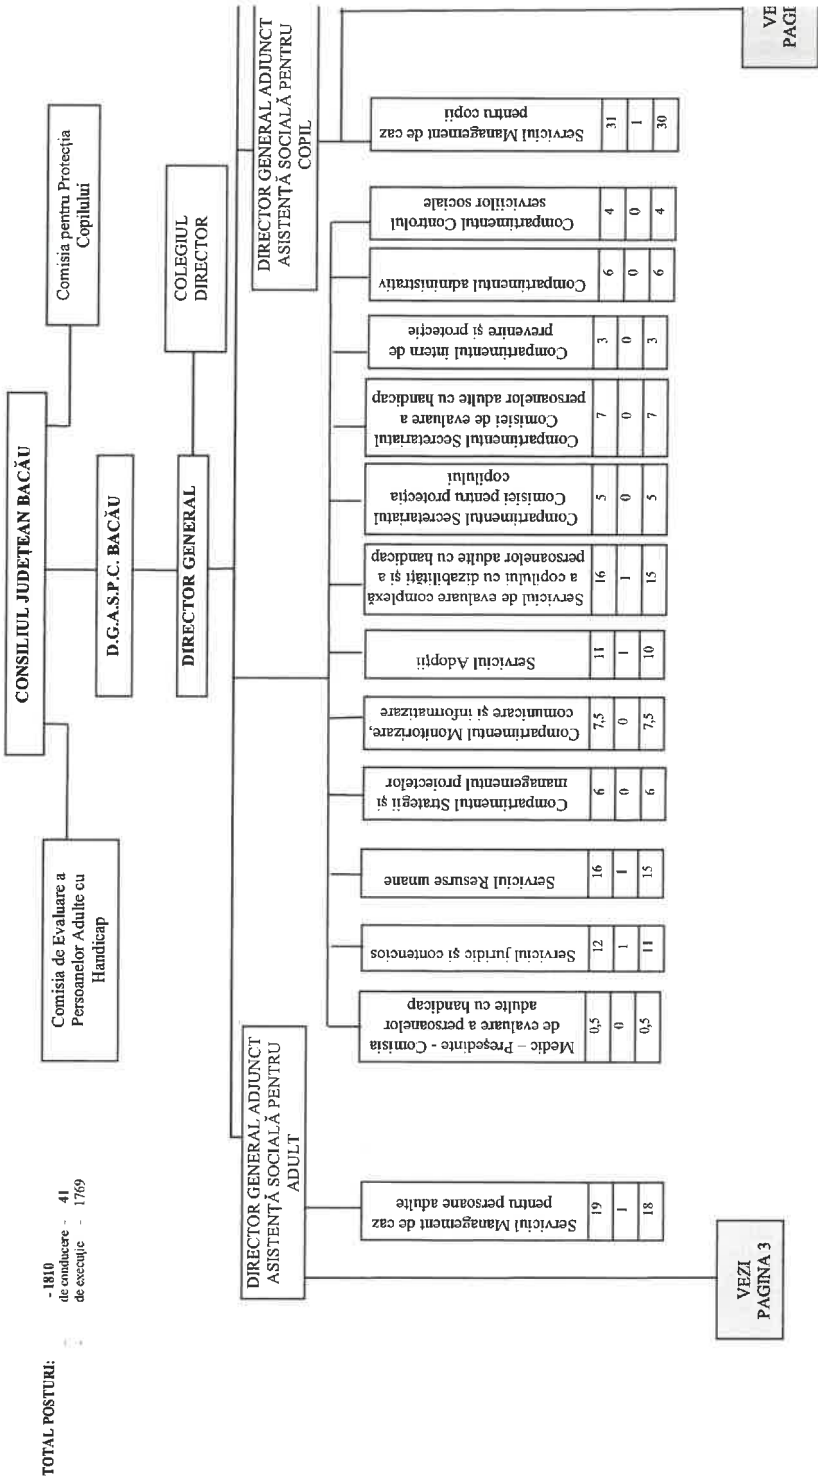 TOTAL POSTURI: - 1810
de conducere - 41
de execuție - 1769
CONSILIUL JUDEȚEAN BACĂU
Comisia de Evaluare a
Persoanelor Adulte cu
Handicap
Comisia pentru Protecția
Copilului
D.G.A.S.P.C. BACĂU
DIRECTOR GENERAL
COLEGIUL
DIRECTOR
DIRECTOR GENERAL ADJUNCT
ASISTENȚĂ SOCIALĂ PENTRU
ADULT
DIRECTOR GENERAL ADJUNCT
ASISTENȚĂ SOCIALĂ PENTRU
COPIL
Serviciul Management de caz
pentru persoane adulte
19
1
18
Medic – Președinte - Comisia
de evaluare a persoanelor
adulte cu handicap
0,5
0
0,5
Serviciul juridic și contencios
12
1
11
Serviciul Resurse umane
16
1
15
Compartimentul Strategii și
managementul proiectelor
6
0
6
Compartimentul Monitorizare,
comunicare și informatizare
7,5
0
7,5
Serviciul Adopții
11
1
10
Serviciul de evaluare complexă
a copilului cu dizabilități și a
persoanelor adulte cu handicap
16
1
15
Compartimentul Secretariatul
Comisiei pentru protecția
copilului
5
0
5
Compartimentul Secretariatul
Comisiei de evaluare a
persoanelor adulte cu handicap
7
0
7
Compartimentul intern de
prevenire și protecție
3
0
3
Compartimentul administrativ
6
0
6
Compartimentul Controlul
serviciilor sociale
4
0
4
Serviciul Management de caz
pentru copii
31
1
30
VEZI
PAGINA 3
VE
PAGI